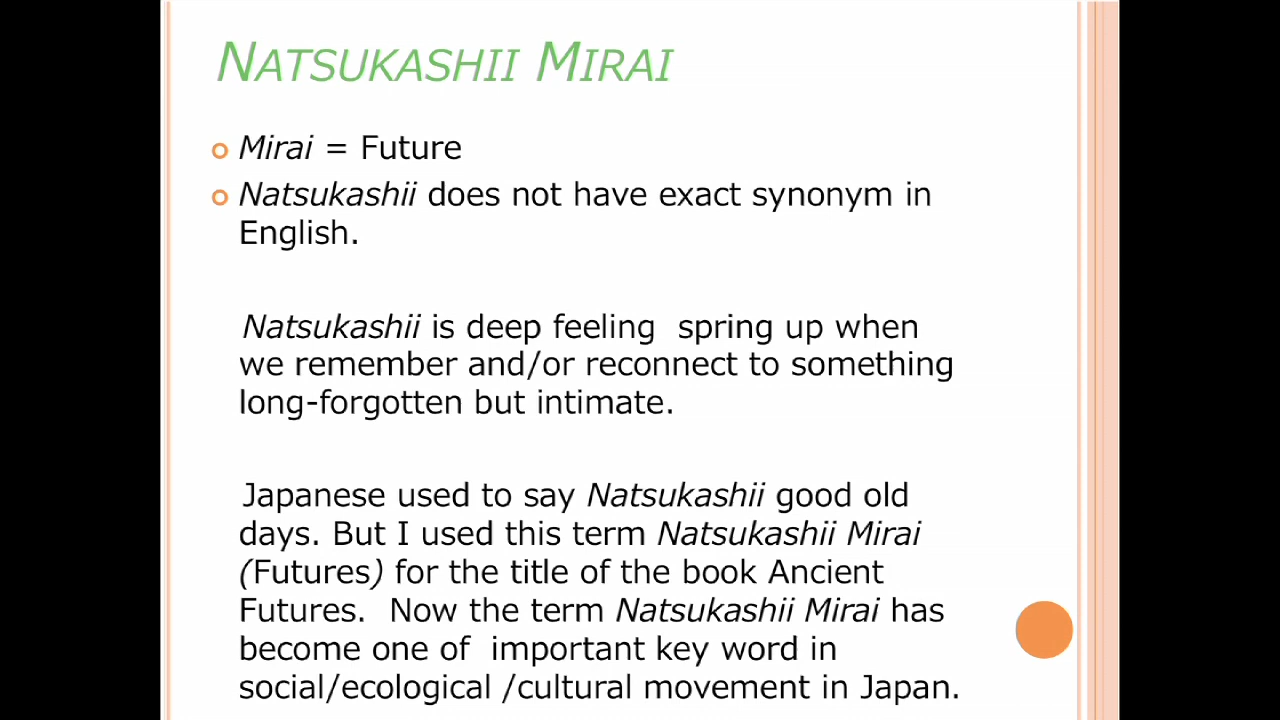 NATSUKASHII MIRAI
Mirai = Future
Natsukashii does not have exact synonym in
English.
Natsukashii is deep feeling  spring up when
we remember and/or reconnect to something
long-forgotten but intimate.
Japanese used to say Natsukashii good old
days. But I used this term Natsukashii Mirai
(Futures) for the title of the book Ancient
Futures.  Now the term Natsukashii Mirai has
become one of  important key word in
social/ecological /cultural movement in Japan.